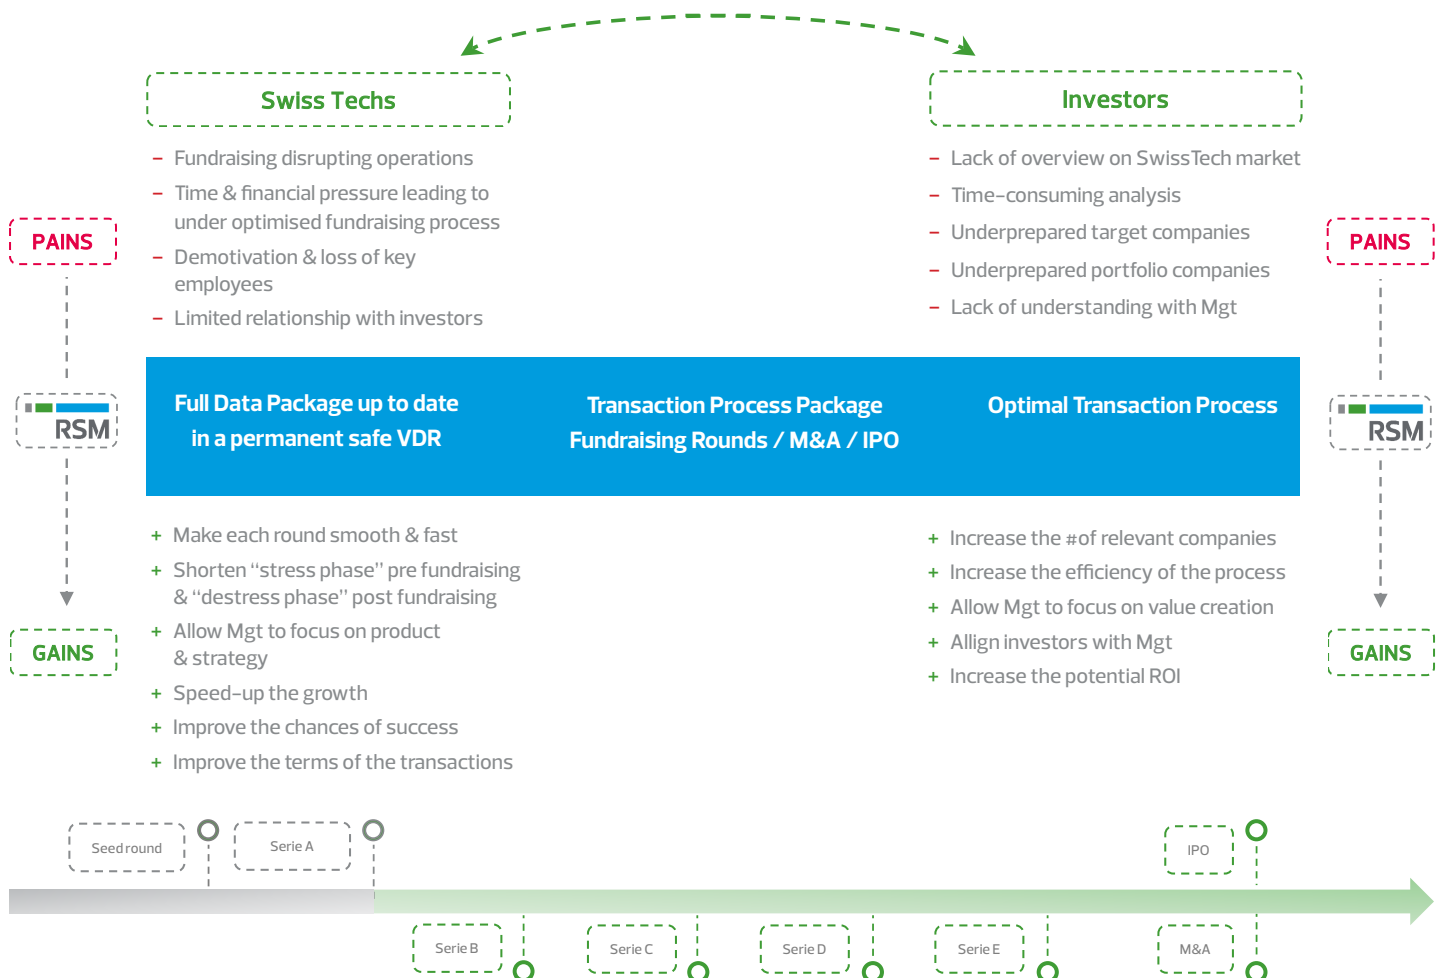 Swiss Techs
Investors
– Fundraising disrupting operations
– Time & financial pressure leading to
under optimised fundraising process
– Demotivation & loss of key
employees
– Limited relationship with investors
– Lack of overview on SwissTech market
– Time-consuming analysis
– Underprepared target companies
– Underprepared portfolio companies
– Lack of understanding with Mgt
PAINS
PAINS
RSM
Full Data Package up to date
in a permanent safe VDR
Transaction Process Package
Fundraising Rounds / M&A / IPO
Optimal Transaction Process
RSM
+ Make each round smooth & fast
+ Shorten “stress phase” pre fundraising
& “destress phase” post fundraising
+ Allow Mgt to focus on product
& strategy
+ Speed-up the growth
+ Improve the chances of success
+ Improve the terms of the transactions
+ Increase the #of relevant companies
+ Increase the efficiency of the process
+ Allow Mgt to focus on value creation
+ Allign investors with Mgt
+ Increase the potential ROI
GAINS
GAINS
Seed round
Serie A
IPO
Serie B
Serie C
Serie D
Serie E
M&A